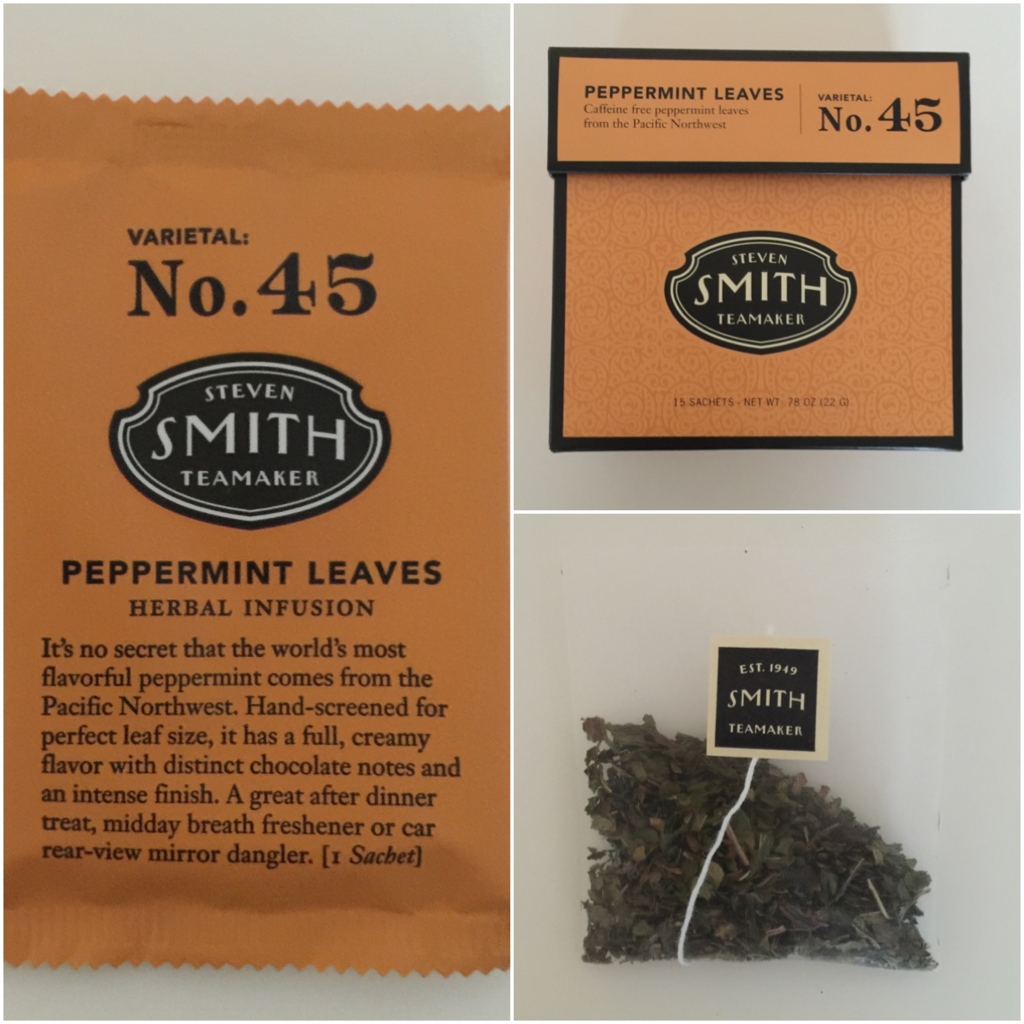 VARIETAL:
No. 45
STEVEN
SMITH
TEAMAKER
PEPPERMINT LEAVES
HERBAL INFUSION
It's no secret that the world's most
flavorful peppermint comes from the
Pacific Northwest. Hand-screened for
perfect leaf size, it has a full, creamy
flavor with distinct chocolate notes and
an intense finish. A great after dinner
treat, midday breath freshener or car
rear-view mirror dangler. [1 Sachet]
PEPPERMINT LEAVES
Caffeine free peppermint leaves
from the Pacific Northwest
VARIETAL:
No. 45
STEVEN
SMITH
TEAMAKER
15 SACHETS - NET WT .78 OZ (22 G)
EST. 1949
SMITH
TEAMAKER